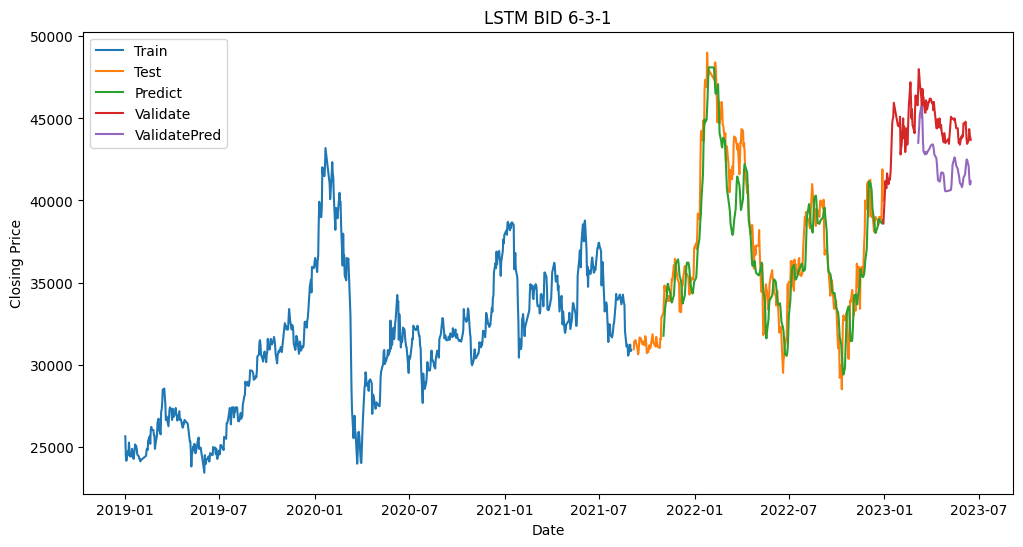 LSTM BID 6-3-1
50000
45000
40000
35000
30000
25000
Closing Price
Train
Test
Predict
Validate
ValidatePred
2019-01 2019-07 2020-01 2020-07 2021-01 2021-07 2022-01 2022-07 2023-01 2023-07
Date